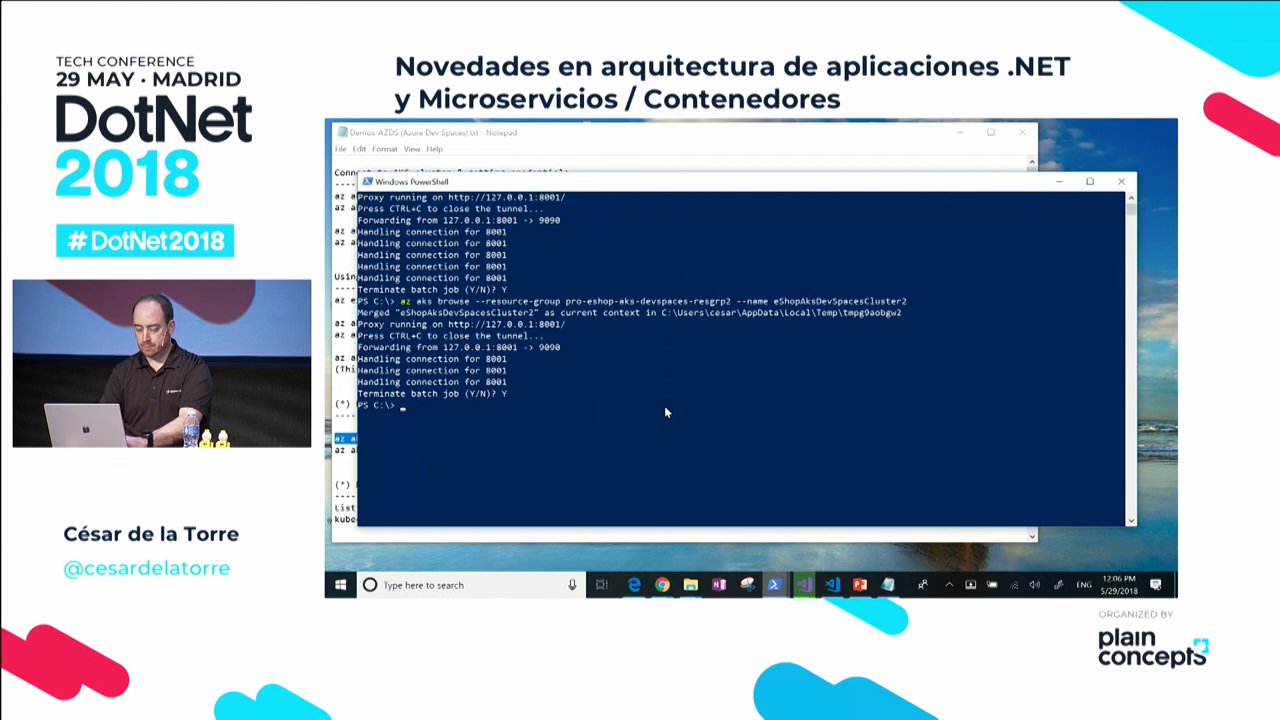 TECH CONFERENCE
29 MAY · MADRID
DotNet
2018
#DotNet2018
Novedades en arquitectura de aplicaciones .NET
y Microservicios / Contenedores
Demos-AZDS (Azure Dev Spaces).txt - Notepad
File Edit Format View Help
Windows PowerShell
Proxy running on http://127.0.0.1:8001/
Press CTRL+C to close the tunnel...
Forwarding from 127.0.0.1:8001 -> 9090
Handling connection for 8001
Handling connection for 8001
Handling connection for 8001
Handling connection for 8001
Handling connection for 8001
Terminate batch job (Y/N)? Y
PS C:\> az aks browse --resource-group pro-eshop-aks-devspaces-resgrp2 --name eShopAksDevSpacesCluster2
Merged "eShopAksDevSpacesCluster2" as current context in C:\Users\cesar\AppData\Local\Temp\tmpg9aobgw2
Proxy running on http://127.0.0.1:8001/
Press CTRL+C to close the tunnel...
Forwarding from 127.0.0.1:8001 -> 9090
Handling connection for 8001
Handling connection for 8001
Handling connection for 8001
Terminate batch job (Y/N)? Y
PS C:\>
Type here to search
ENG
12:06 PM
5/29/2018
César de la Torre
@cesardelatorre
ORGANIZED BY
plain
concepts